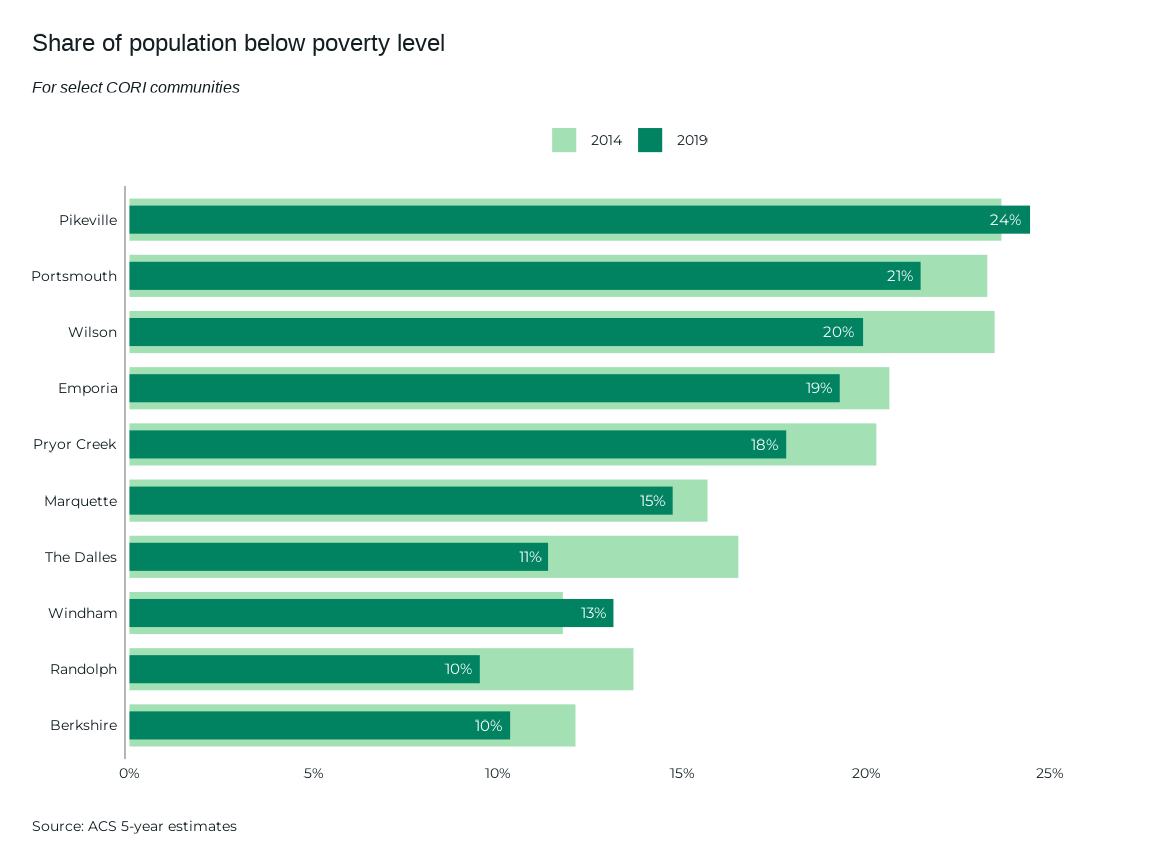 Share of population below poverty level
For select CORI communities
2014 2019
Pikeville 24%
Portsmouth 21%
Wilson 20%
Emporia 19%
Pryor Creek 18%
Marquette 15%
The Dalles 11%
Windham 13%
Randolph 10%
Berkshire 10%
0% 5% 10% 15% 20% 25%
Source: ACS 5-year estimates